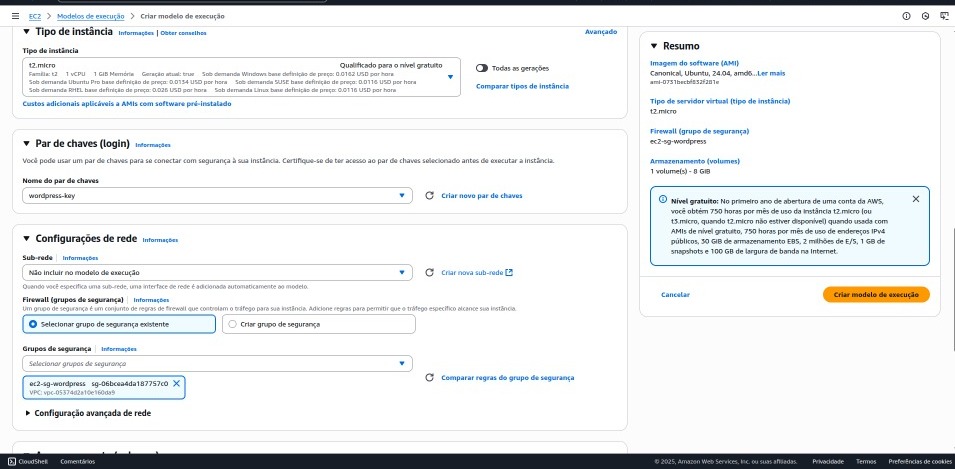 EC2 > Modelos de execução > Criar modelo de execução
Tipo de instância Informações | Obter conselhos Avançado
Tipo de instância
t2.micro Qualificado para o nível gratuito
Família: t2 1 vCPU 1 GiB Memória Geração atual: true Sob demanda Windows base definição de preço: 0.0162 USD por hora
Sob demanda Ubuntu Pro base definição de preço: 0.0134 USD por hora Sob demanda SUSE base definição de preço: 0.0116 USD por hora
Sob demanda RHEL base definição de preço: 0.026 USD por hora Sob demanda Linux base definição de preço: 0.0116 USD por hora
Todas as gerações
Comparar tipos de instância
Custos adicionais aplicáveis a AMIs com software pré-instalado
Par de chaves (login) Informações
Você pode usar um par de chaves para se conectar com segurança à sua instância. Certifique-se de ter acesso ao par de chaves selecionado antes de executar a instância.
Nome do par de chaves
wordpress-key
Criar novo par de chaves
Configurações de rede Informações
Sub-rede | Informações
Não incluir no modelo de execução
Criar nova sub-rede
Quando você especifica uma sub-rede, uma interface de rede é adicionada automaticamente ao modelo.
Firewall (grupos de segurança) | Informações
Um grupo de segurança é um conjunto de regras de firewall que controlam o tráfego para sua instância. Adicione regras para permitir que o tráfego específico alcance sua instância.
Selecionar grupo de segurança existente
Criar grupo de segurança
Grupos de segurança | Informações
Selecionar grupos de segurança
ec2-sg-wordpress sg-06bcea4da187757c0
VPC: vpc-05374d2a10e160da9
Comparar regras do grupo de segurança
Configuração avançada de rede
Resumo
Imagem do software (AMI)
Canonical, Ubuntu, 24.04, amd6...Ler mais
ami-0731becbf832f281e
Tipo de servidor virtual (tipo de instância)
t2.micro
Firewall (grupo de segurança)
ec2-sg-wordpress
Armazenamento (volumes)
1 volume(s) - 8 GiB
Nível gratuito: No primeiro ano de abertura de uma conta da AWS,
você obtém 750 horas por mês de uso da instância t2.micro (ou
t3.micro, quando t2.micro não estiver disponível) quando usada com
AMIs de nível gratuito, 750 horas por mês de uso de endereços IPv4
públicos, 30 GiB de armazenamento EBS, 2 milhões de E/S, 1 GB de
snapshots e 100 GB de largura de banda na Internet.
Cancelar
Criar modelo de execução
CloudShell Comentários © 2025, Amazon Web Services, Inc. ou suas afiliadas. Privacidade Termos Preferências de cookies